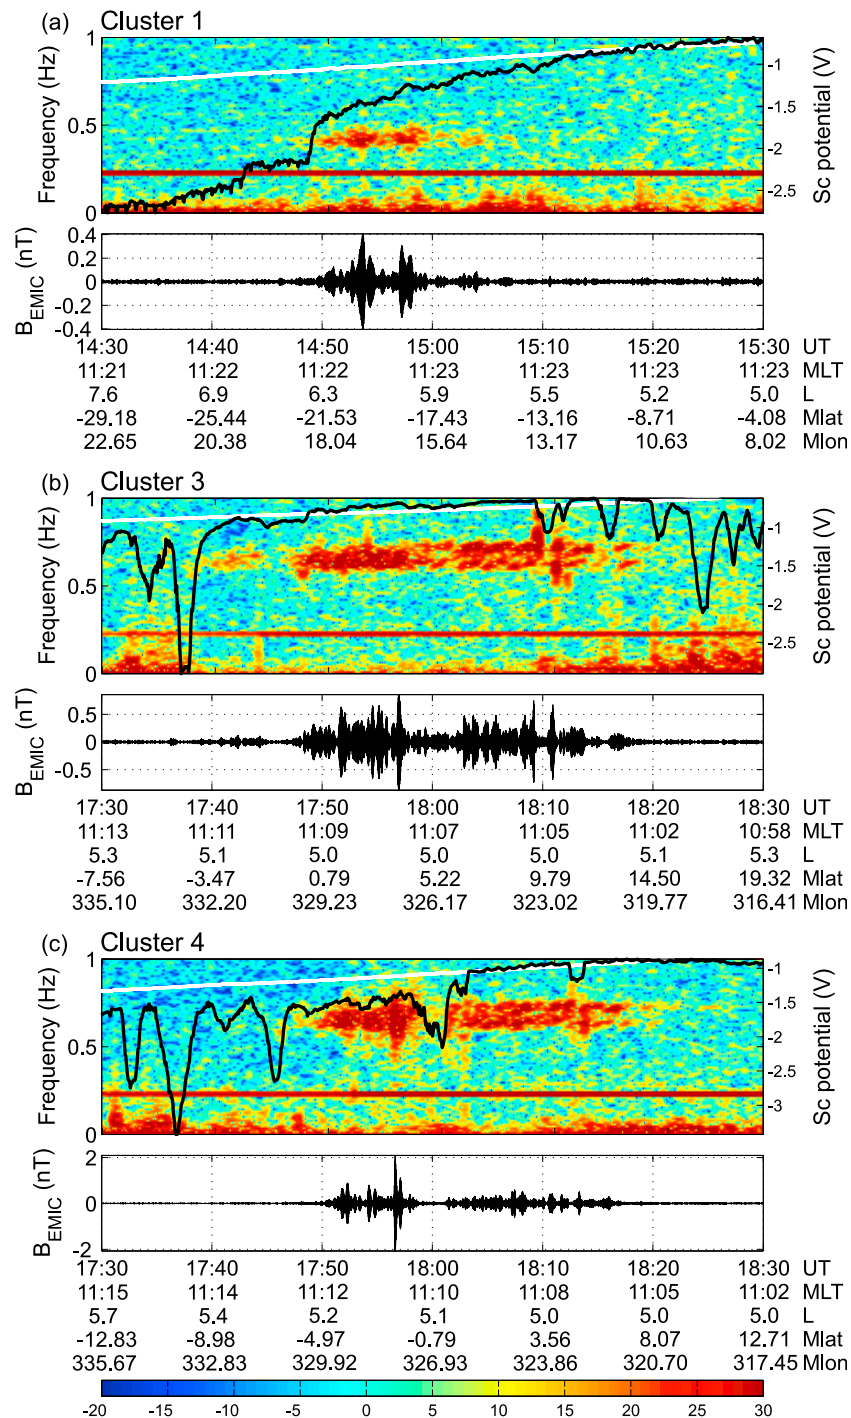 (a) Cluster 1
1
0.5
0
Frequency (Hz)
-1
-1.5
-2
-2.5
Sc potential (V)
0.4
0.2
0
-0.2
-0.4
B_EMIC (nT)
14:30 14:40 14:50 15:00 15:10 15:20 15:30 UT
11:21 11:22 11:22 11:23 11:23 11:23 11:23 MLT
7.6 6.9 6.3 5.9 5.5 5.2 5.0 L
-29.18 -25.44 -21.53 -17.43 -13.16 -8.71 -4.08 Mlat
22.65 20.38 18.04 15.64 13.17 10.63 8.02 Mlon
(b) Cluster 3
1
0.5
0
Frequency (Hz)
-1
-1.5
-2
-2.5
Sc potential (V)
0.5
0
-0.5
B_EMIC (nT)
17:30 17:40 17:50 18:00 18:10 18:20 18:30 UT
11:13 11:11 11:09 11:07 11:05 11:02 10:58 MLT
5.3 5.1 5.0 5.0 5.0 5.1 5.3 L
-7.56 -3.47 0.79 5.22 9.79 14.50 19.32 Mlat
335.10 332.20 329.23 326.17 323.02 319.77 316.41 Mlon
(c) Cluster 4
1
0.5
0
Frequency (Hz)
-1
-1.5
-2
-2.5
-3
Sc potential (V)
2
0
-2
B_EMIC (nT)
17:30 17:40 17:50 18:00 18:10 18:20 18:30 UT
11:15 11:14 11:12 11:10 11:08 11:05 11:02 MLT
5.7 5.4 5.2 5.1 5.0 5.0 5.0 L
-12.83 -8.98 -4.97 -0.79 3.56 8.07 12.71 Mlat
335.67 332.83 329.92 326.93 323.86 320.70 317.45 Mlon
-20 -15 -10 -5 0 5 10 15 20 25 30